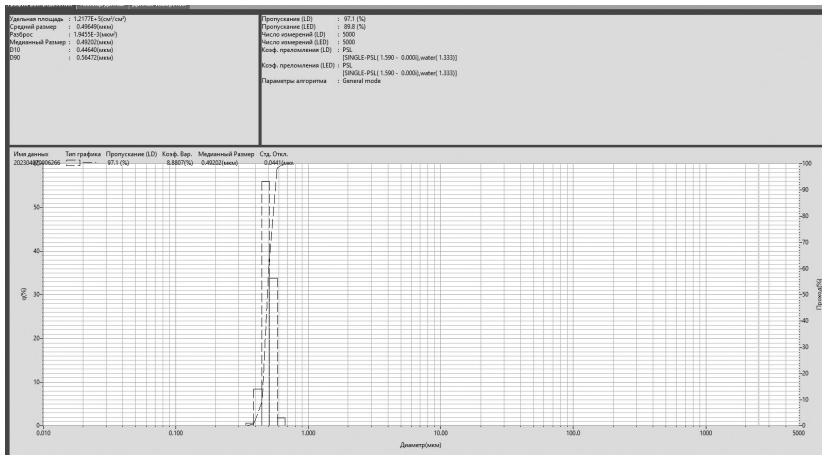 Удельная площадь : 1.2177E+5(см²/см³)
Средний размер : 0.49649(мкм)
Разброс : 1.9455E-3(мкм²)
Медианный Размер : 0.49202(мкм)
D10 : 0.44640(мкм)
D90 : 0.56472(мкм)
Пропускание (LD) : 97.1 (%)
Пропускание (LED) : 89.8 (%)
Число измерений (LD) : 5000
Число измерений (LED) : 5000
Коэф. преломления (LD) : PSL
[SINGLE-PSL( 1.590 - 0.000i),water( 1.333)]
Коэф. преломления (LED) : PSL
[SINGLE-PSL( 1.590 - 0.000i),water( 1.333)]
Параметры алгоритма : General mode
Имя данных Тип графика Пропускание (LD) Коэф. Вар. Медианный Размер Стд. Откл.
97.1 (%) 8.8807(%) 0.49202(мкм) 0.0441(мкм
100
90
50
80
70
40
60
q(%)
30
50
Проход(%)
40
20
30
20
10
10
0
0
0.010 0.100 1.000 10.00 100.0 1000 5000
Диаметр(мкм)